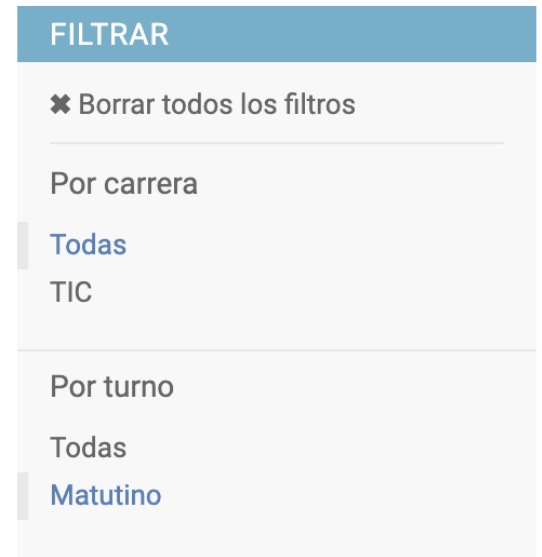 FILTRAR
✖ Borrar todos los filtros
Por carrera
Todas
TIC
Por turno
Todas
Matutino